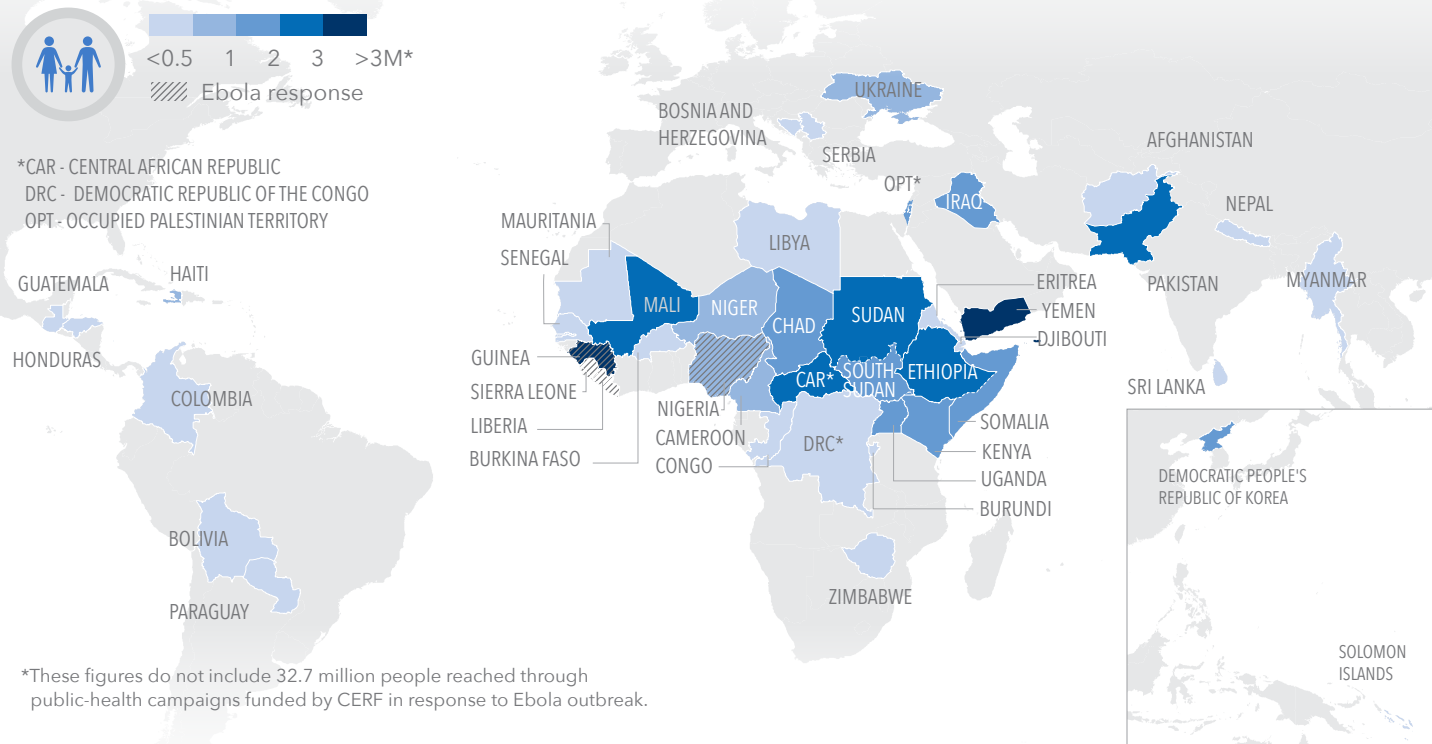 <0.5 1 2 3 >3M*
Ebola response
*CAR - CENTRAL AFRICAN REPUBLIC
DRC - DEMOCRATIC REPUBLIC OF THE CONGO
OPT - OCCUPIED PALESTINIAN TERRITORY
GUATEMALA
HAITI
HONDURAS
COLOMBIA
BOLIVIA
PARAGUAY
UKRAINE
BOSNIA AND
HERZEGOVINA
SERBIA
OPT*
IRAQ
AFGHANISTAN
NEPAL
PAKISTAN
MYANMAR
SRI LANKA
MAURITANIA
SENEGAL
LIBYA
MALI
NIGER
CHAD
SUDAN
ERITREA
YEMEN
DJIBOUTI
GUINEA
SIERRA LEONE
LIBERIA
BURKINA FASO
NIGERIA
CAMEROON
CONGO
CAR*
SOUTH
SUDAN
ETHIOPIA
DRC*
SOMALIA
KENYA
UGANDA
BURUNDI
ZIMBABWE
DEMOCRATIC PEOPLE'S
REPUBLIC OF KOREA
SOLOMON
ISLANDS
*These figures do not include 32.7 million people reached through
public-health campaigns funded by CERF in response to Ebola outbreak.